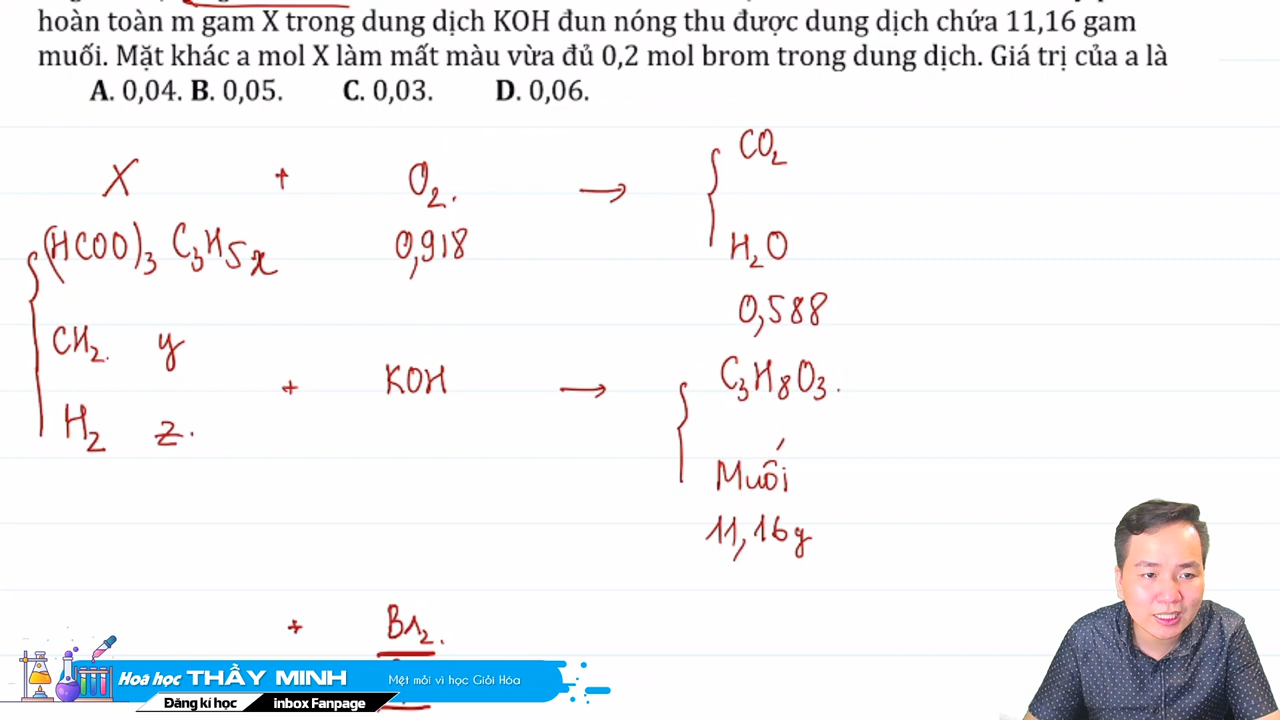 hoàn toàn m gam X trong dung dịch KOH đun nóng thu được dung dịch chứa 11,16 gam
muối. Mặt khác a mol X làm mất màu vừa đủ 0,2 mol brom trong dung dịch. Giá trị của a là
A. 0,04. B. 0,05. C. 0,03. D. 0,06.
X + O₂. → CO₂
(HCOO)₃ C₃H₅ x 0,918 H₂O
0,588
CH₂. y
+ KOH → C₃H₈O₃.
H₂ z.
Muối
11,16g
+ Br₂.
Hoá học THẦY MINH
Mệt mỏi vì học Giỏi Hóa
Đăng kí học inbox Fanpage